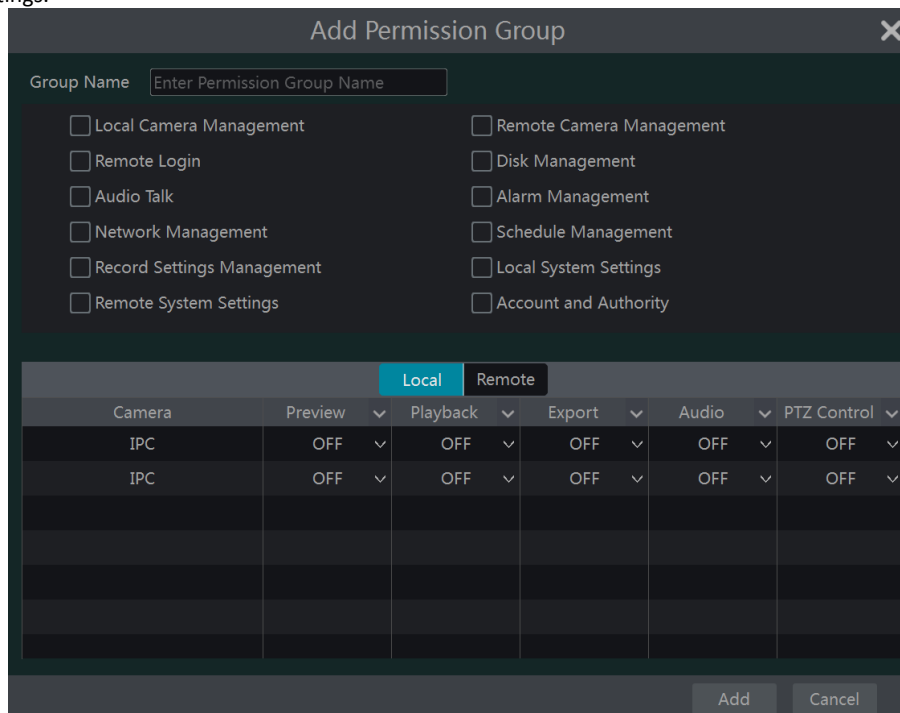 Add Permission Group
Group Name Enter Permission Group Name
Local Camera Management Remote Camera Management
Remote Login Disk Management
Audio Talk Alarm Management
Network Management Schedule Management
Record Settings Management Local System Settings
Remote System Settings Account and Authority
Local Remote
Camera Preview Playback Export Audio PTZ Control
IPC OFF OFF OFF OFF OFF
IPC OFF OFF OFF OFF OFF
Add Cancel